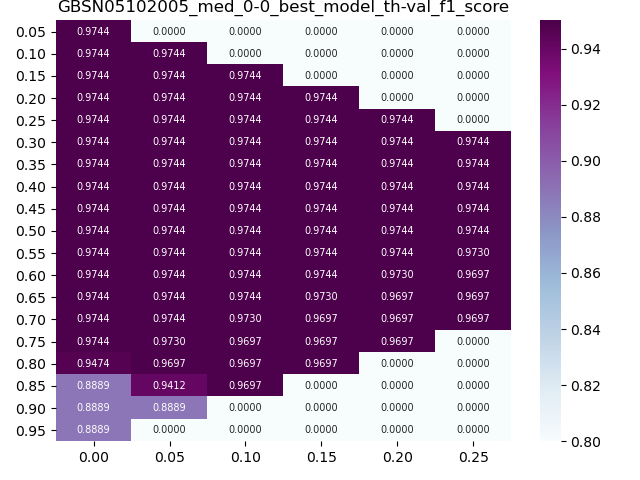 GBSN05102005_med_0-0_best_model_th-val_f1_score
0.05 0.9744 0.0000 0.0000 0.0000 0.0000 0.0000
0.10 0.9744 0.9744 0.0000 0.0000 0.0000 0.0000
0.15 0.9744 0.9744 0.9744 0.0000 0.0000 0.0000
0.20 0.9744 0.9744 0.9744 0.9744 0.0000 0.0000
0.25 0.9744 0.9744 0.9744 0.9744 0.9744 0.0000
0.30 0.9744 0.9744 0.9744 0.9744 0.9744 0.9744
0.35 0.9744 0.9744 0.9744 0.9744 0.9744 0.9744
0.40 0.9744 0.9744 0.9744 0.9744 0.9744 0.9744
0.45 0.9744 0.9744 0.9744 0.9744 0.9744 0.9744
0.50 0.9744 0.9744 0.9744 0.9744 0.9744 0.9744
0.55 0.9744 0.9744 0.9744 0.9744 0.9744 0.9730
0.60 0.9744 0.9744 0.9744 0.9744 0.9730 0.9697
0.65 0.9744 0.9744 0.9744 0.9730 0.9697 0.9697
0.70 0.9744 0.9744 0.9730 0.9697 0.9697 0.9697
0.75 0.9744 0.9730 0.9697 0.9697 0.9697 0.0000
0.80 0.9474 0.9697 0.9697 0.9697 0.0000 0.0000
0.85 0.8889 0.9412 0.9697 0.0000 0.0000 0.0000
0.90 0.8889 0.8889 0.0000 0.0000 0.0000 0.0000
0.95 0.8889 0.0000 0.0000 0.0000 0.0000 0.0000
0.00 0.05 0.10 0.15 0.20 0.25
0.94
0.92
0.90
0.88
0.86
0.84
0.82
0.80